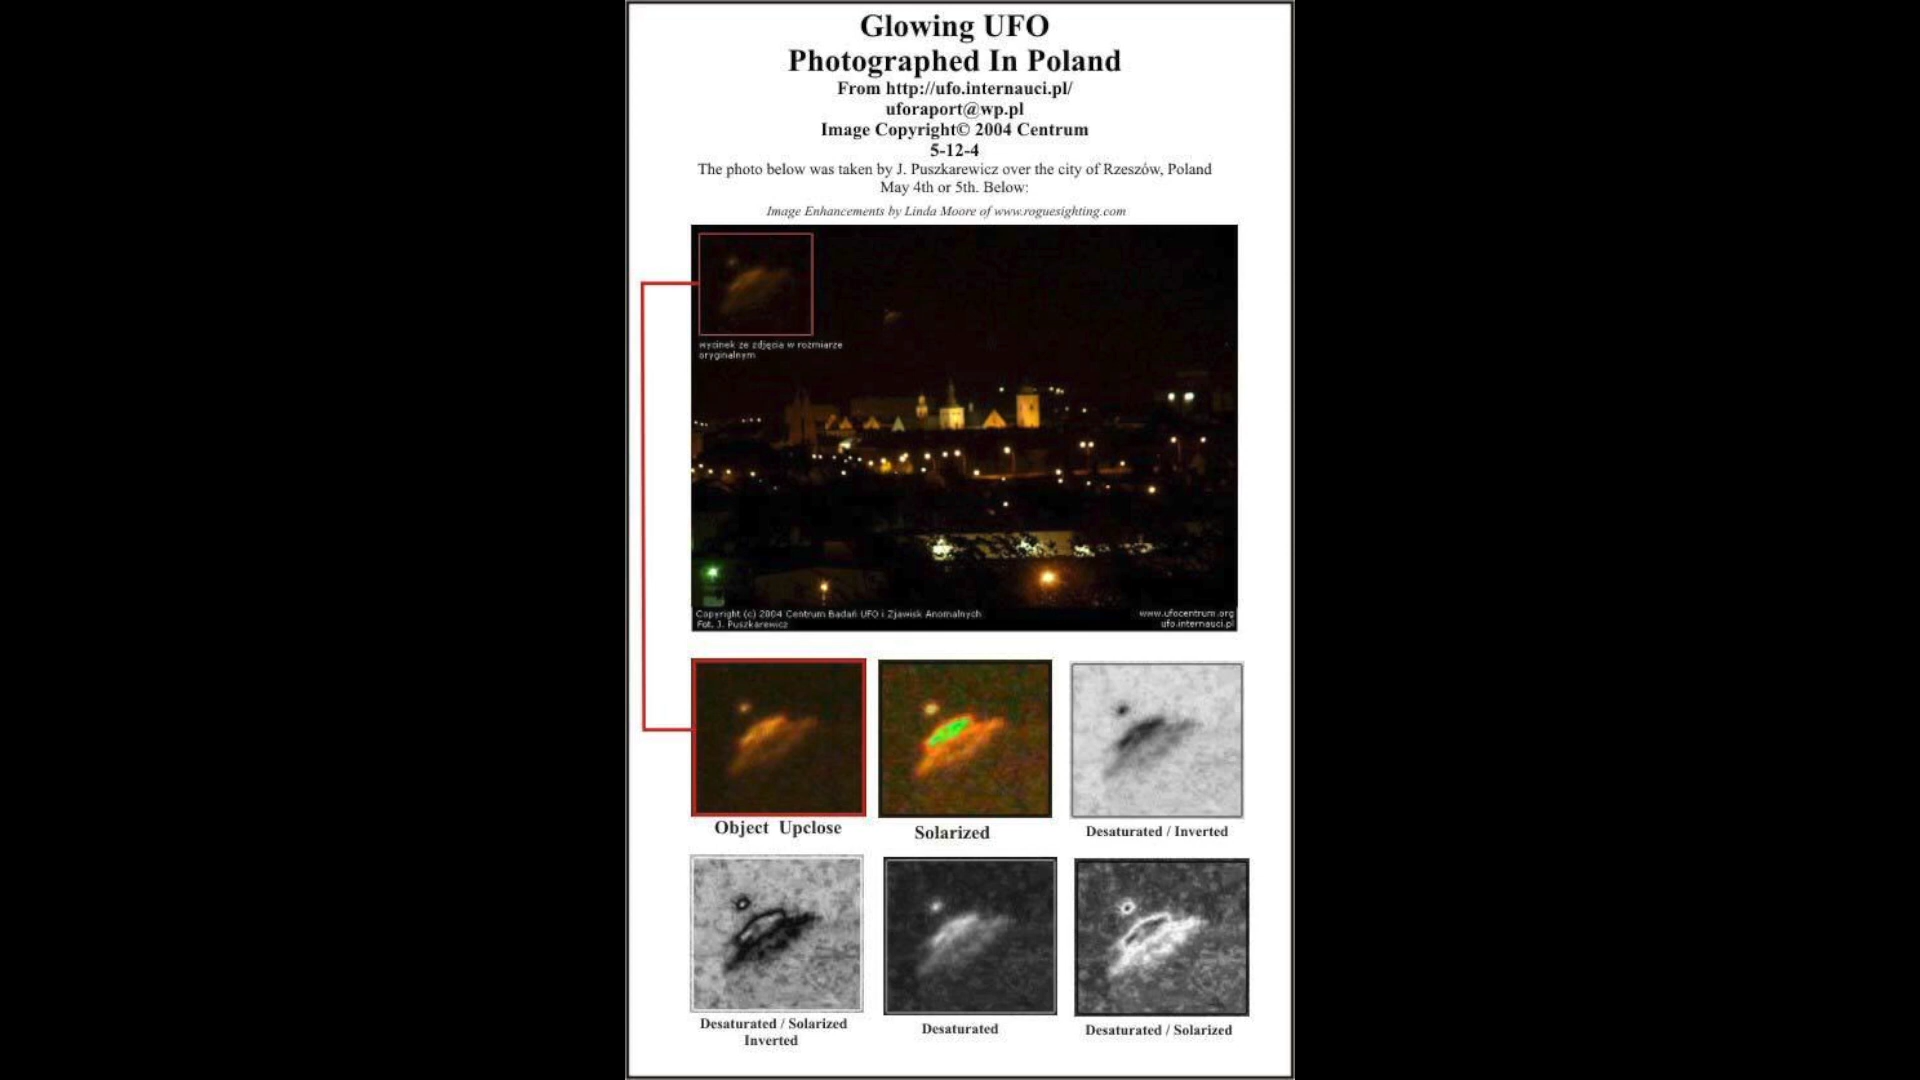 Glowing UFO
Photographed In Poland
From http://ufo.internauci.pl/
uforaport@wp.pl
Image Copyright© 2004 Centrum
5-12-4
The photo below was taken by J. Puszkarewicz over the city of Rzeszów, Poland
May 4th or 5th. Below:
Image Enhancements by Linda Moore of www.roguesighting.com
wycinek ze zdjęcia w rozmiarze
oryginalnym
Copyright (c) 2004 Centrum Badań UFO i Zjawisk Anomalnych
Fot. J. Puszkarewicz
www.ufocentrum.org
ufo.internauci.pl
Object Upclose
Solarized
Desaturated / Inverted
Desaturated / Solarized
Inverted
Desaturated
Desaturated / Solarized